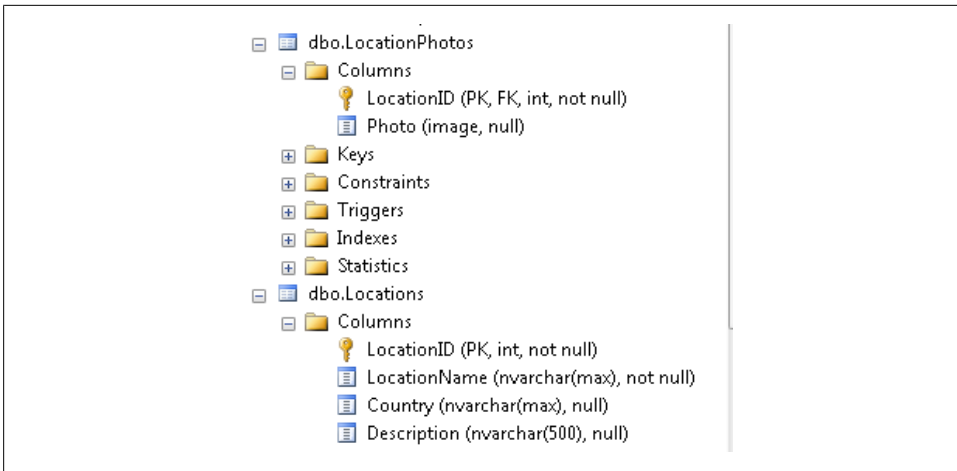 dbo.LocationPhotos
Columns
LocationID (PK, FK, int, not null)
Photo (image, null)
Keys
Constraints
Triggers
Indexes
Statistics
dbo.Locations
Columns
LocationID (PK, int, not null)
LocationName (nvarchar(max), not null)
Country (nvarchar(max), null)
Description (nvarchar(500), null)